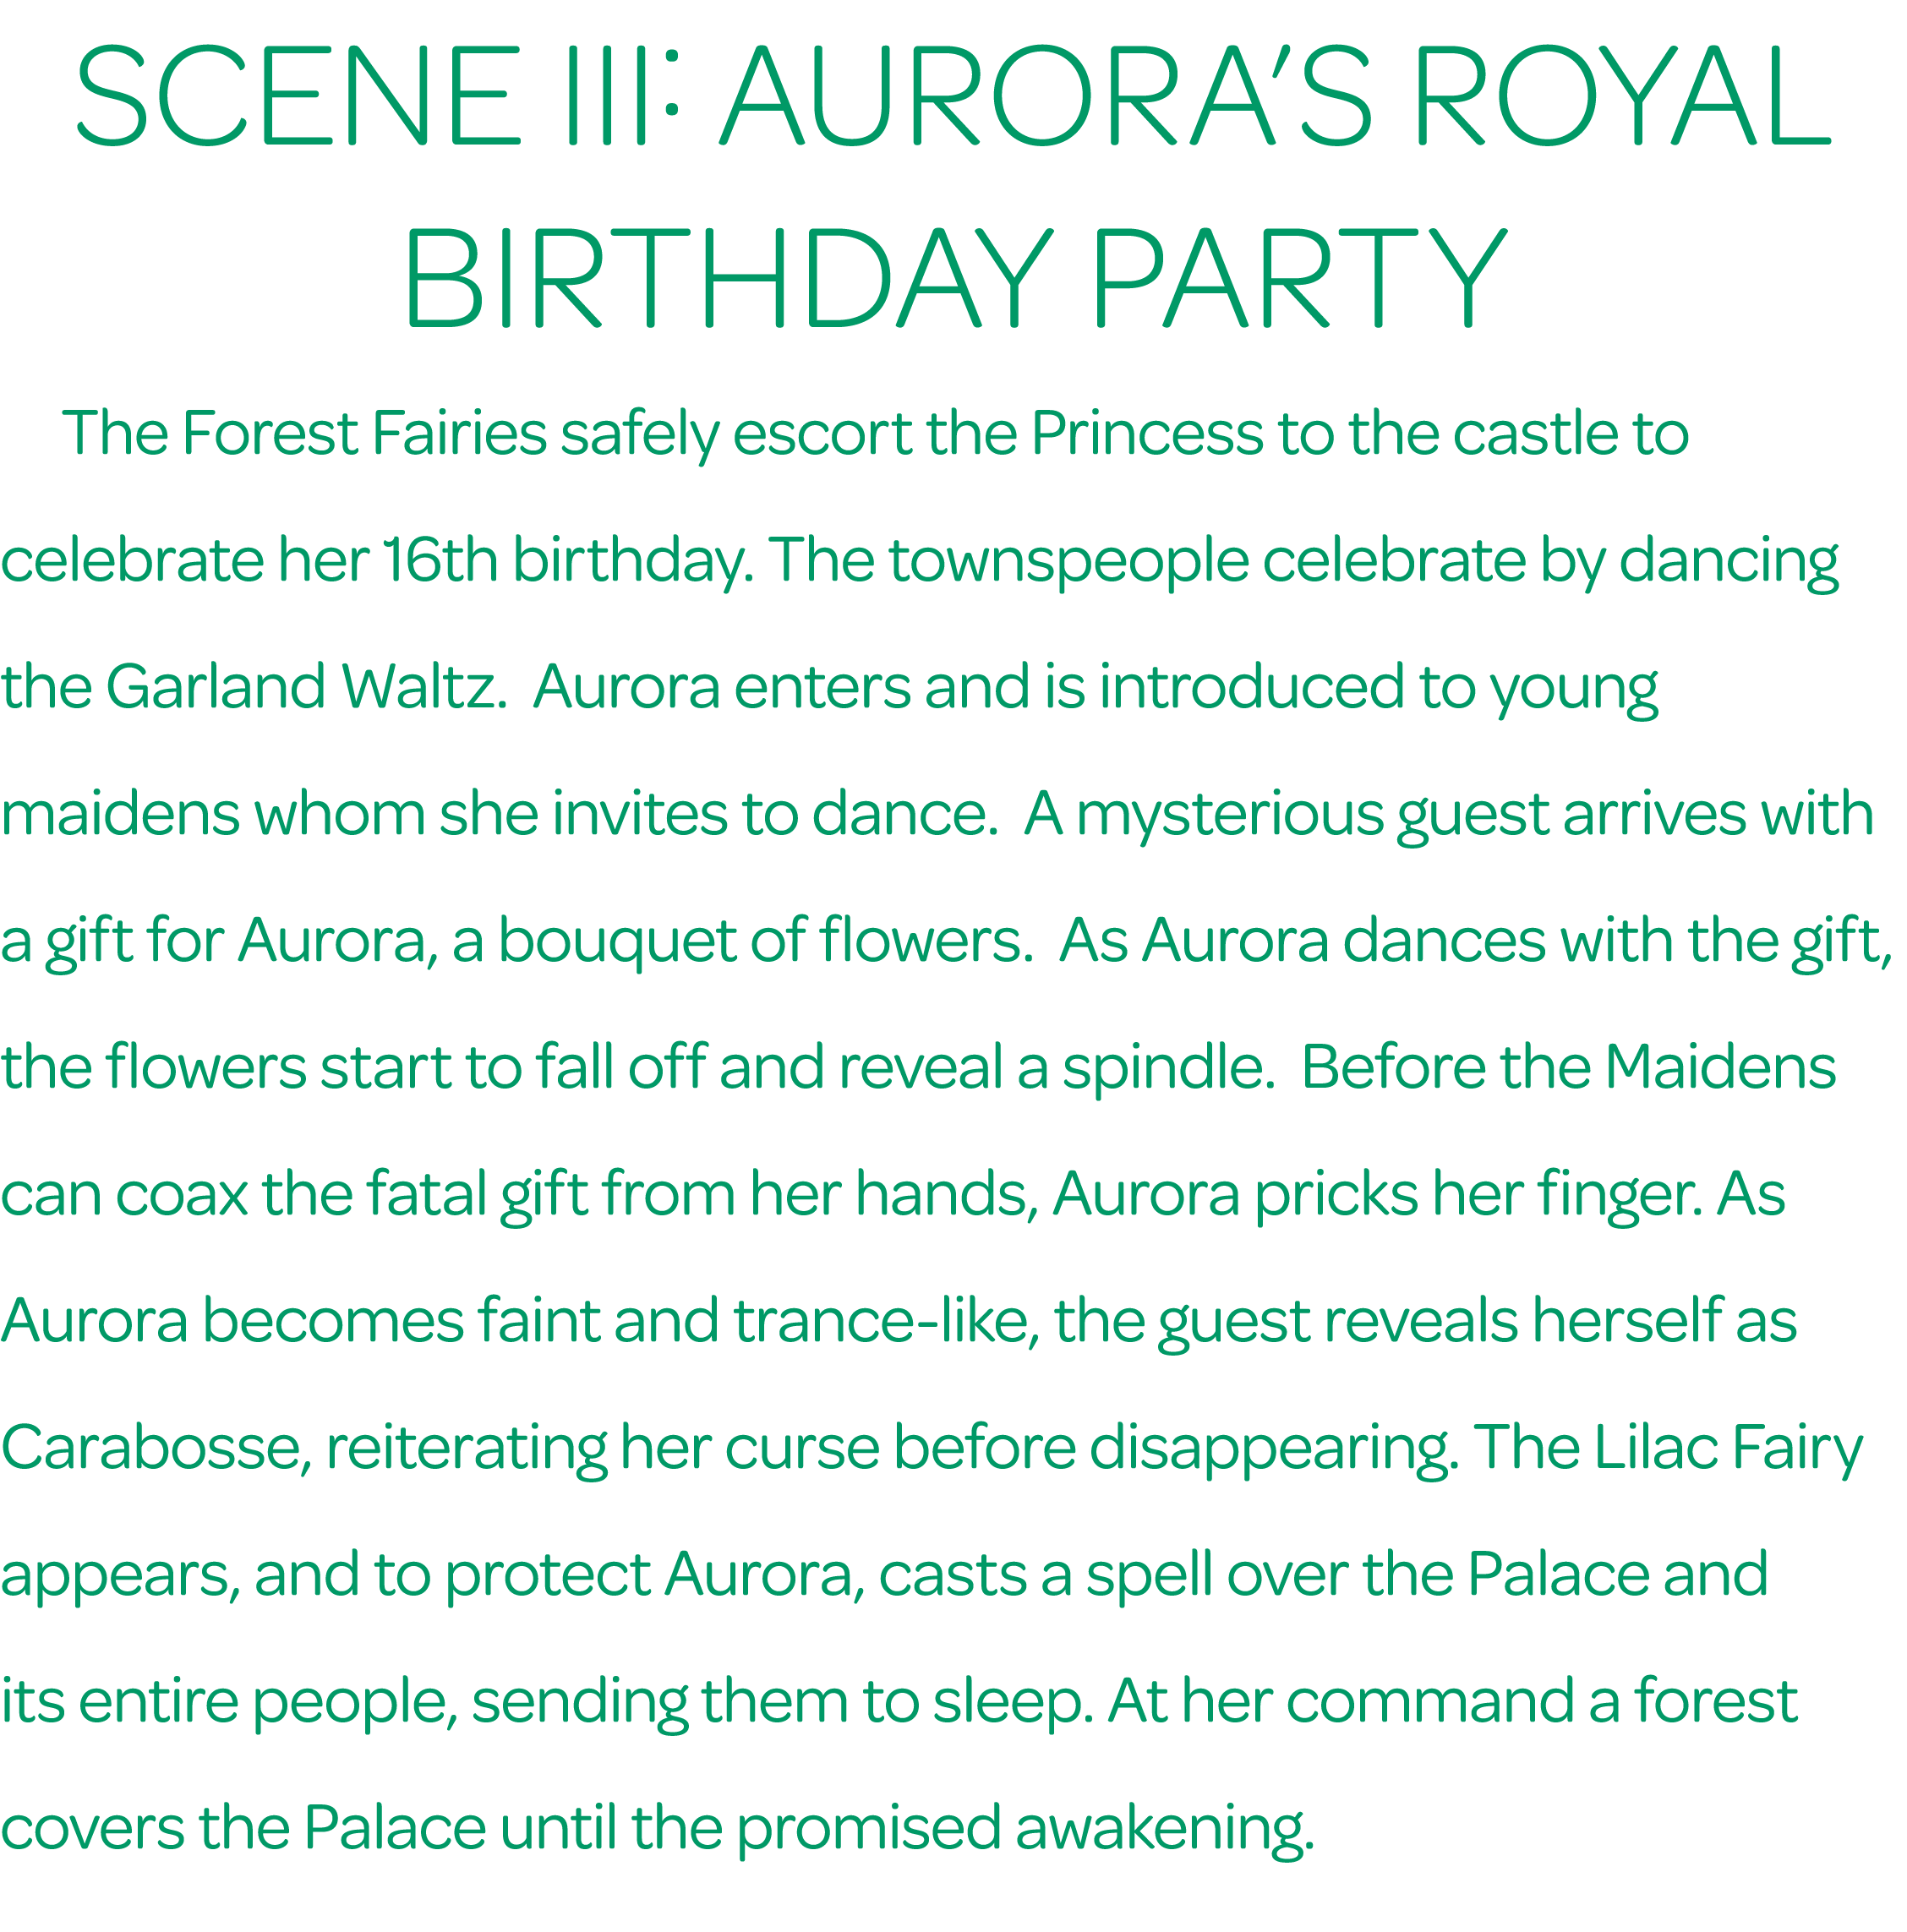 SCENE III: AURORA'S ROYAL
BIRTHDAY PARTY
The Forest Fairies safely escort the Princess to the castle to
celebrate her 16th birthday. The townspeople celebrate by dancing
the Garland Waltz.  Aurora enters and is introduced to young
maidens whom she invites to dance.  A mysterious guest arrives with
a gift for Aurora, a bouquet of flowers.  As Aurora dances with the gift,
the flowers start to fall off and reveal a spindle.  Before the Maidens
can coax the fatal gift from her hands, Aurora pricks her finger. As
Aurora becomes faint and trance-like, the guest reveals herself as
Carabosse, reiterating her curse before disappearing. The Lilac Fairy
appears, and to protect Aurora, casts a spell over the Palace and
its entire people, sending them to sleep. At her command a forest
covers the Palace until the promised awakening.